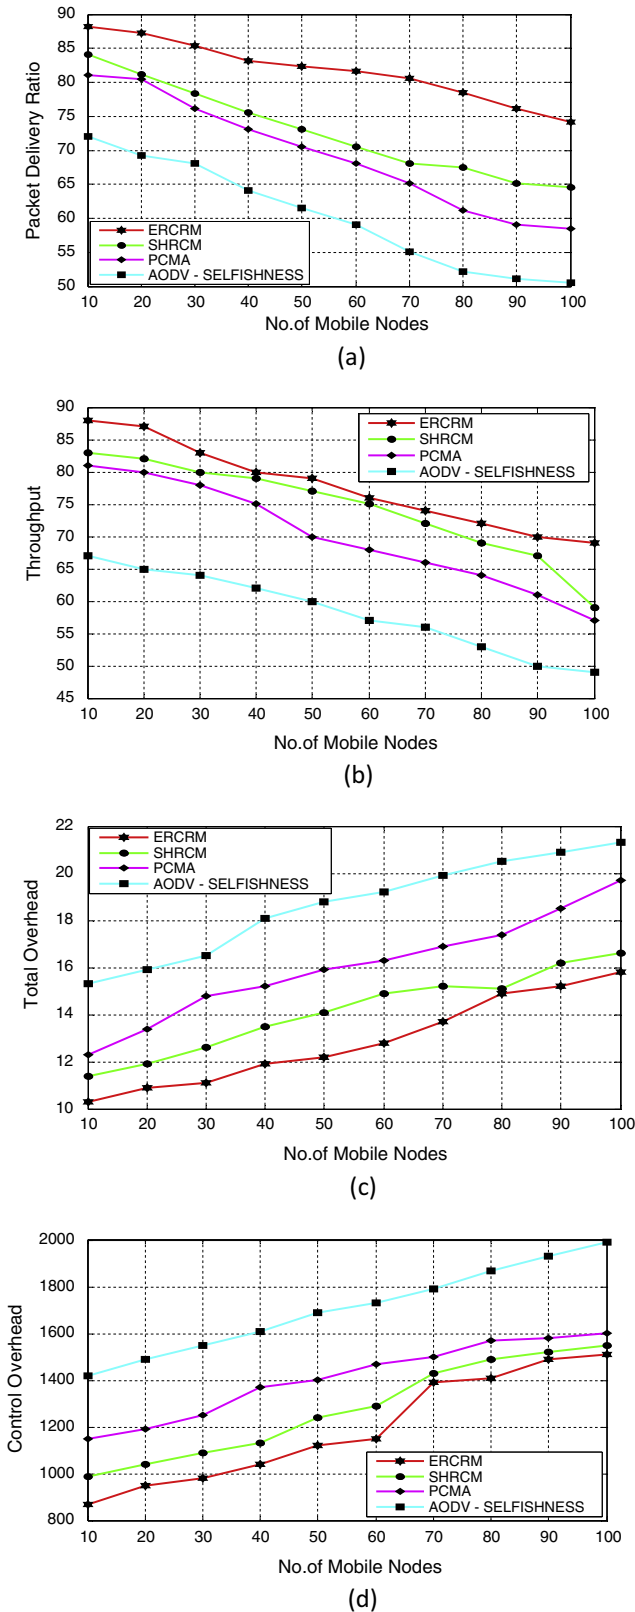 90
85
80
75
70
65
60
55
50
Packet Delivery Ratio
ERCRM
SHRCM
PCMA
AODV - SELFISHNESS
10 20 30 40 50 60 70 80 90 100
No.of Mobile Nodes
(a)
90
85
80
75
70
65
60
55
50
45
Throughput
ERCRM
SHRCM
PCMA
AODV - SELFISHNESS
10 20 30 40 50 60 70 80 90 100
No.of Mobile Nodes
(b)
22
20
18
16
14
12
10
Total Overhead
ERCRM
SHRCM
PCMA
AODV - SELFISHNESS
10 20 30 40 50 60 70 80 90 100
No.of Mobile Nodes
(c)
2000
1800
1600
1400
1200
1000
800
Control Overhead
ERCRM
SHRCM
PCMA
AODV - SELFISHNESS
10 20 30 40 50 60 70 80 90 100
No.of Mobile Nodes
(d)